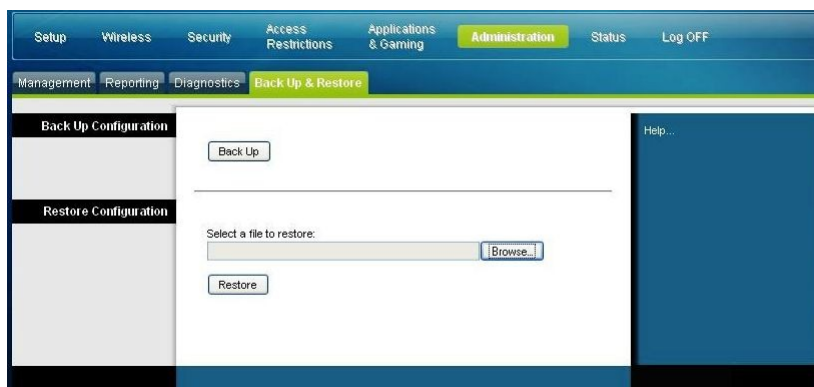 Setup Wireless Security Access Restrictions Applications & Gaming Administration Status Log OFF
Management Reporting Diagnostics Back Up & Restore
Back Up Configuration
Back Up
Help...
Restore Configuration
Select a file to restore:
Browse...
Restore